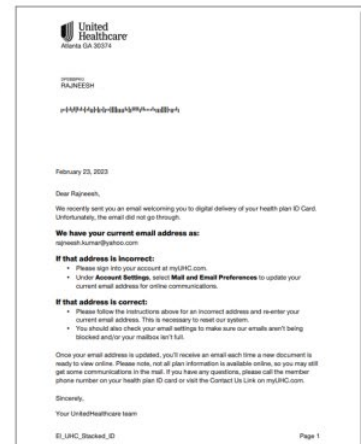 United
Healthcare
Atlanta GA 30374
RAJNEESH
February 23, 2023
Dear Rajneesh,
We recently sent you an email welcoming you to digital delivery of your health plan ID Card.
Unfortunately, the email did not go through.
We have your current email address as:
rajneesh.kumar@yahoo.com
If that address is incorrect:
• Please sign into your account at myUHC.com.
• Under Account Settings, select Mail and Email Preferences to update your
current email address for online communications.
If that address is correct:
• Please follow the instructions above for an incorrect address and re-enter your
current email address. This is necessary to reset our system.
• You should also check your email settings to make sure our emails aren't being
blocked and/or your mailbox isn't full.
Once your email address is updated, you'll receive an email each time a new document is
ready to view online. Please note, not all plan information is available online, so you may still
get some communications in the mail. If you have any questions, please call the member
phone number on your health plan ID card or visit the Contact Us Link on myUHC.com.
Sincerely,
Your UnitedHealthcare team
EI_UHC_Stacked_ID
Page 1